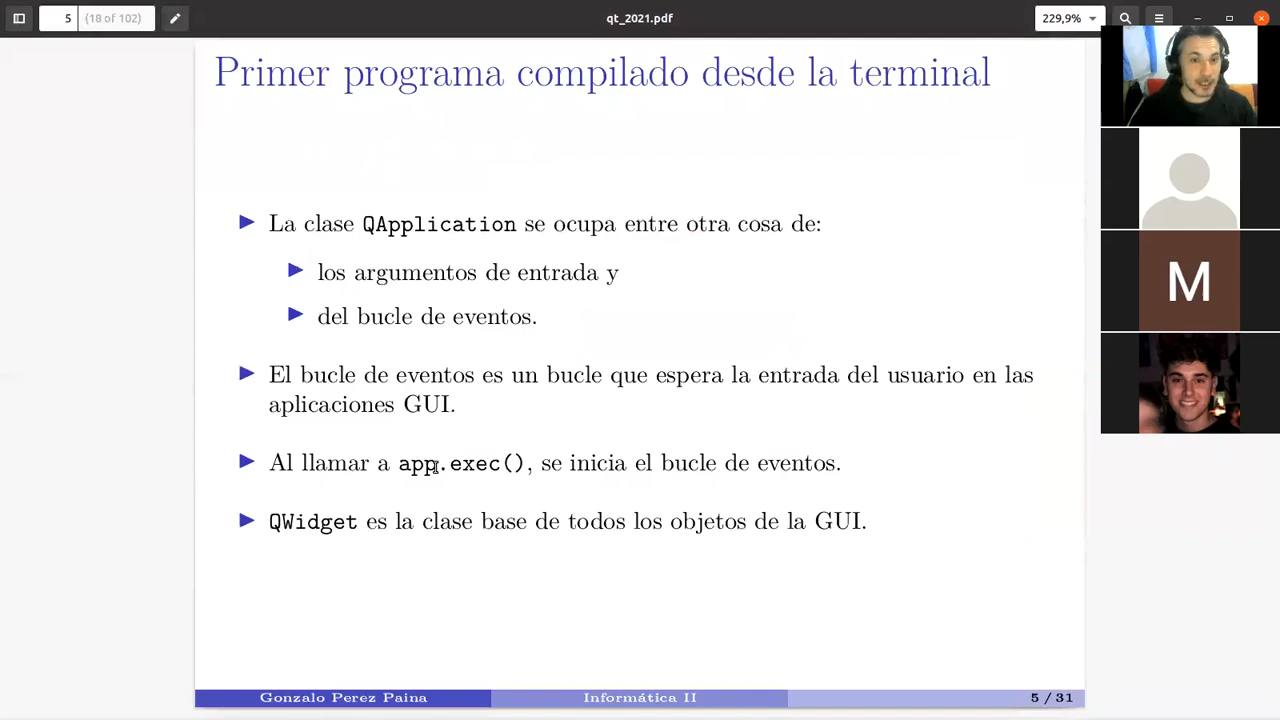 5
(18 of 102)
qt_2021.pdf
229,9%
Primer programa compilado desde la terminal
La clase QApplication se ocupa entre otra cosa de:
los argumentos de entrada y
del bucle de eventos.
El bucle de eventos es un bucle que espera la entrada del usuario en las
aplicaciones GUI.
Al llamar a app.exec(), se inicia el bucle de eventos.
QWidget es la clase base de todos los objetos de la GUI.
Gonzalo Perez Paina
Informática II
5 / 31
M